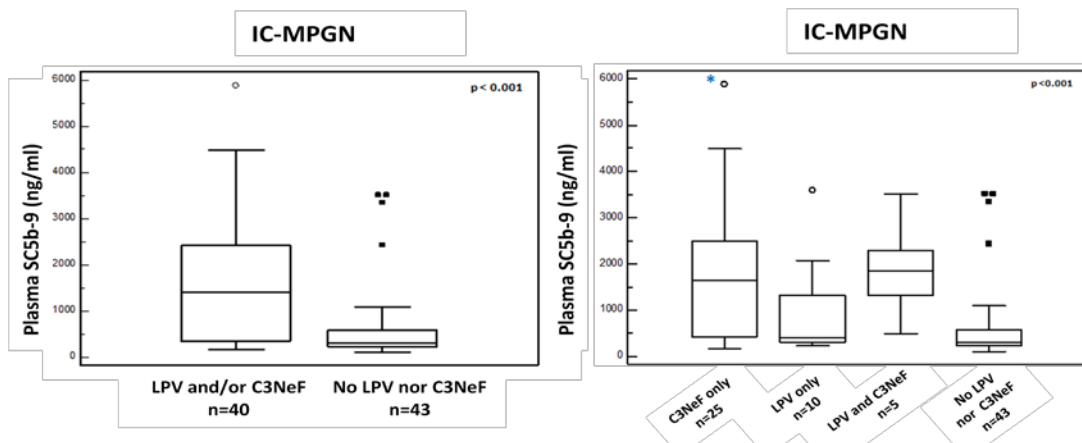 IC-MPGN
Plasma SC5b-9 (ng/ml)
6000
5000
4000
3000
2000
1000
0
p < 0.001
LPV and/or C3NeF
n=40
No LPV nor C3NeF
n=43
IC-MPGN
Plasma SC5b-9 (ng/ml)
6000
5000
4000
3000
2000
1000
0
*
p<0.001
C3NeF only
n=25
LPV only
n=10
LPV and C3NeF
n=5
No LPV
nor C3NeF
n=43